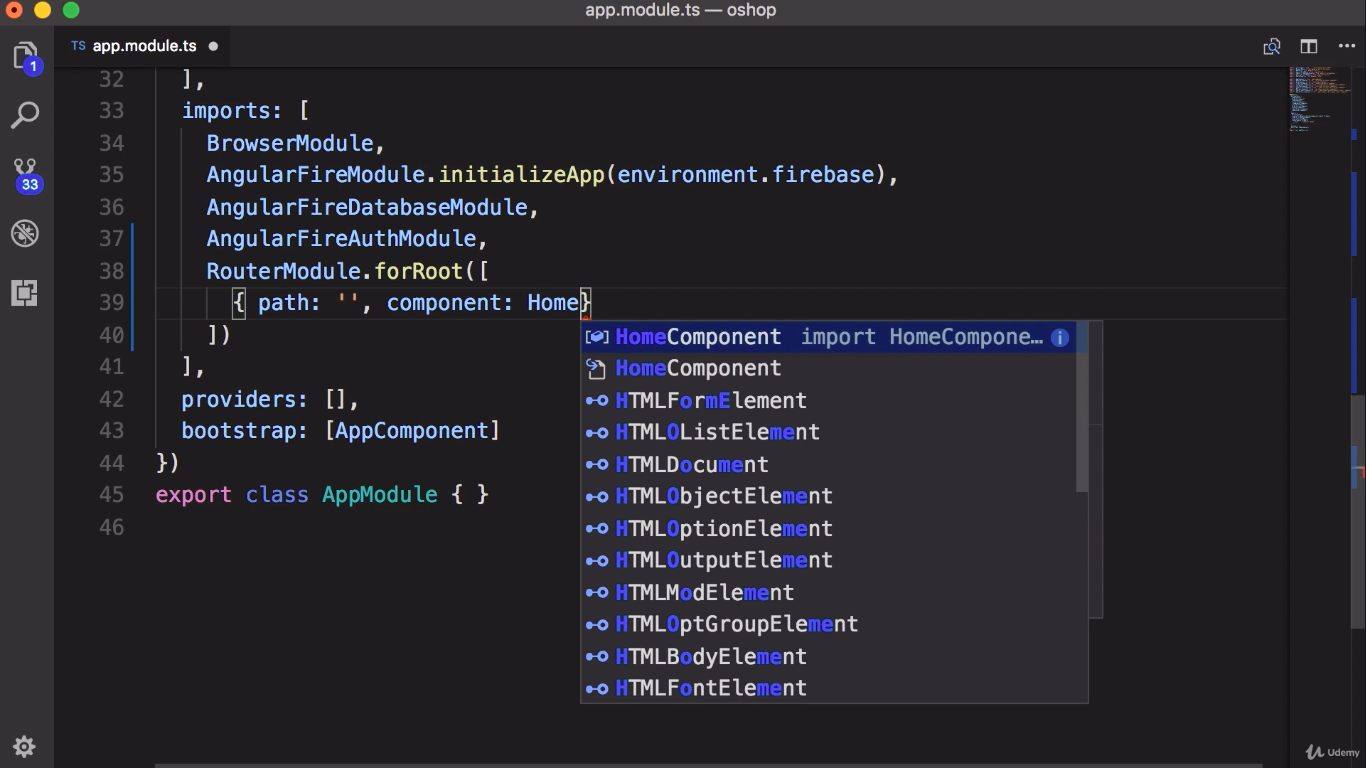 app.module.ts — oshop
TS app.module.ts
1
33
32 ],
33 imports: [
34 BrowserModule,
35 AngularFireModule.initializeApp(environment.firebase),
36 AngularFireDatabaseModule,
37 AngularFireAuthModule,
38 RouterModule.forRoot([
39 { path: '', component: Home}
40 ])
41 ],
42 providers: [],
43 bootstrap: [AppComponent]
44 })
45 export class AppModule { }
46
HomeComponent import HomeCompone…
HomeComponent
HTMLFormElement
HTMLOListElement
HTMLDocument
HTMLObjectElement
HTMLOptionElement
HTMLOutputElement
HTMLModElement
HTMLOptGroupElement
HTMLBodyElement
HTMLFontElement
Udemy